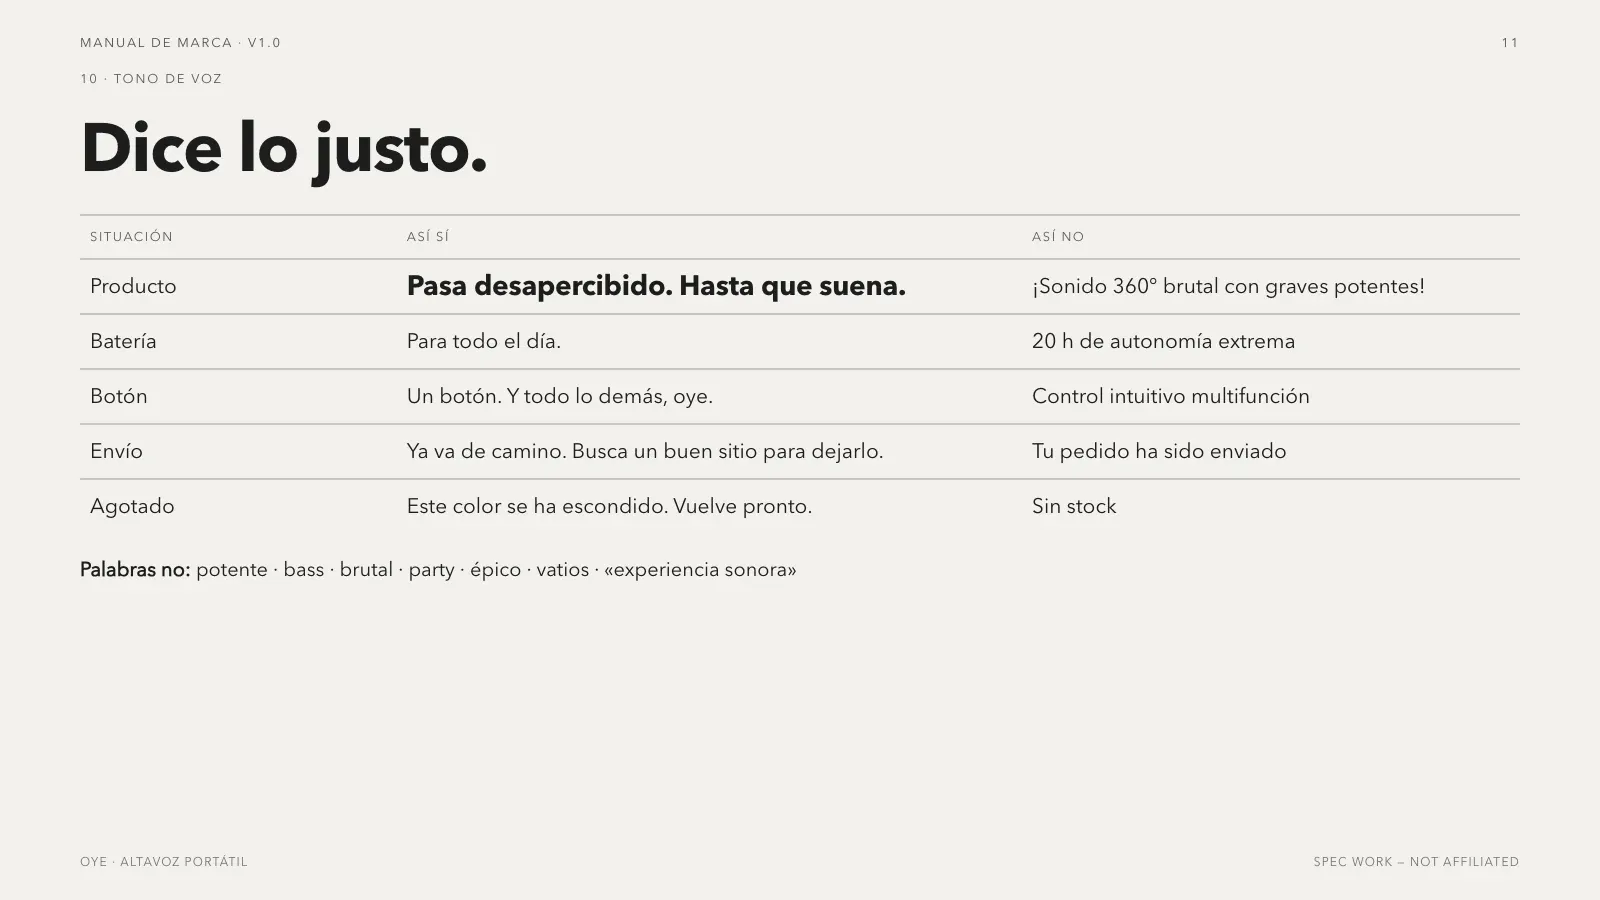 MANUAL DE MARCA · V1.0
11
10 · TONO DE VOZ
Dice lo justo.
SITUACIÓN ASÍ SÍ ASÍ NO
Producto Pasa desapercibido. Hasta que suena. ¡Sonido 360° brutal con graves potentes!
Batería Para todo el día. 20 h de autonomía extrema
Botón Un botón. Y todo lo demás, oye. Control intuitivo multifunción
Envío Ya va de camino. Busca un buen sitio para dejarlo. Tu pedido ha sido enviado
Agotado Este color se ha escondido. Vuelve pronto. Sin stock
Palabras no: potente · bass · brutal · party · épico · vatios · «experiencia sonora»
OYE · ALTAVOZ PORTÁTIL
SPEC WORK – NOT AFFILIATED